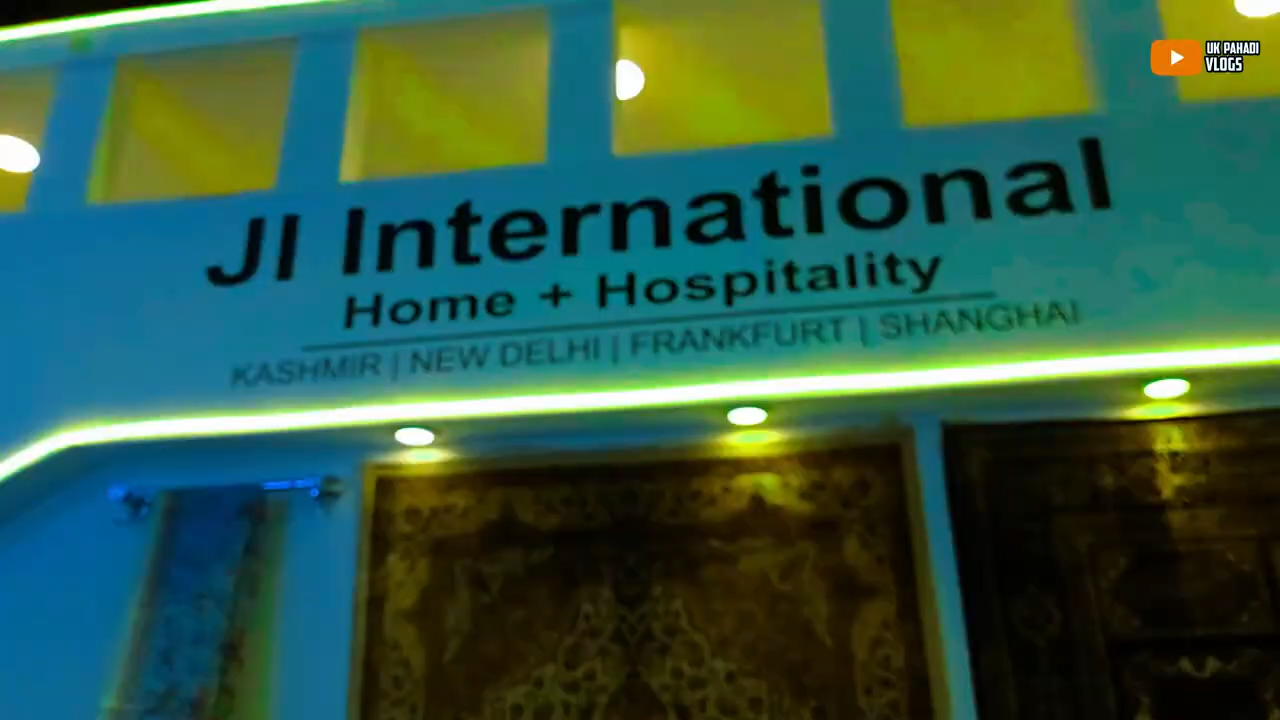 UK PAHADI
VLOGS
JI International
Home + Hospitality
KASHMIR | NEW DELHI | FRANKFURT | SHANGHAI